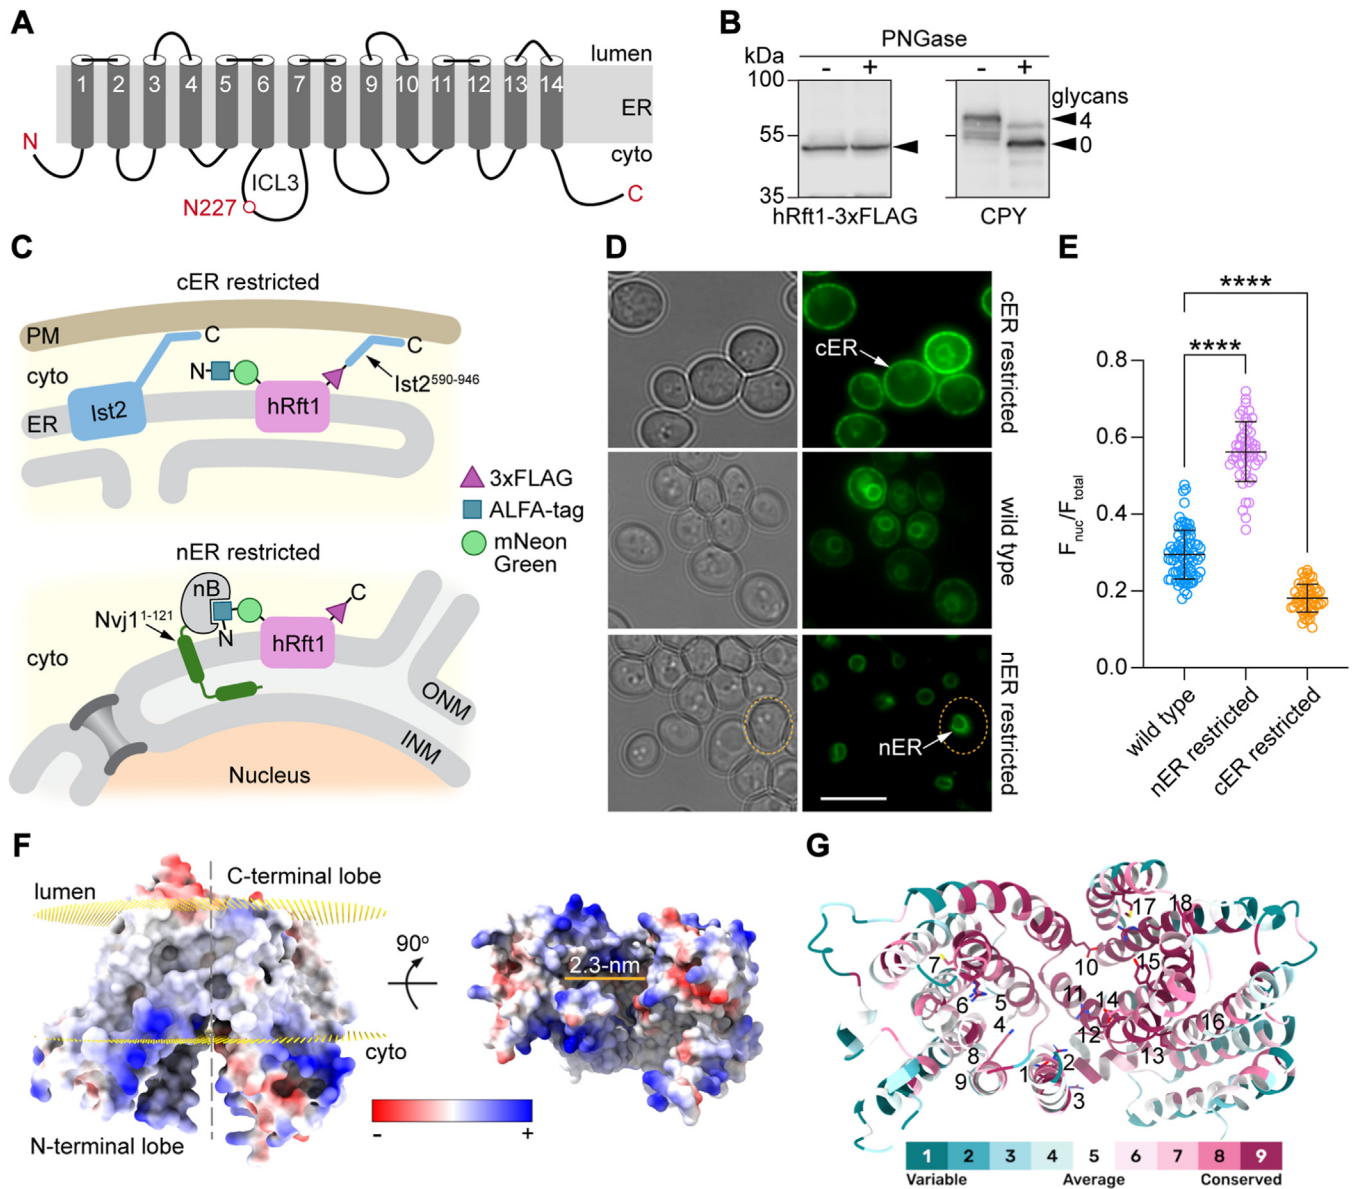 A
lumen
1 2 3 4 5 6 7 8 9 10 11 12 13 14
ER
N
cyto
ICL3
N227
C
B
PNGase
kDa
- + - +
100
55
35
glycans
4
0
hRft1-3xFLAG
CPY
C
cER restricted
PM
C
C
cyto
N
Ist2⁵⁹⁰⁻⁹⁴⁶
Ist2
hRft1
ER
3xFLAG
ALFA-tag
mNeon
Green
nER restricted
nB
C
Nvj1¹⁻¹²¹
N
hRft1
cyto
ONM
INM
Nucleus
D
cER
cER restricted
wild type
nER
nER restricted
E
****
****
0.8
0.6
0.4
0.2
0.0
Fnuc/Ftotal
wild type
nER restricted
cER restricted
F
lumen
C-terminal lobe
90º
2.3-nm
cyto
N-terminal lobe
- +
G
17 18
7 10 15
6 5 11 14
4 12 16
8 2 13
9 1
3
1 2 3 4 5 6 7 8 9
Variable Average Conserved